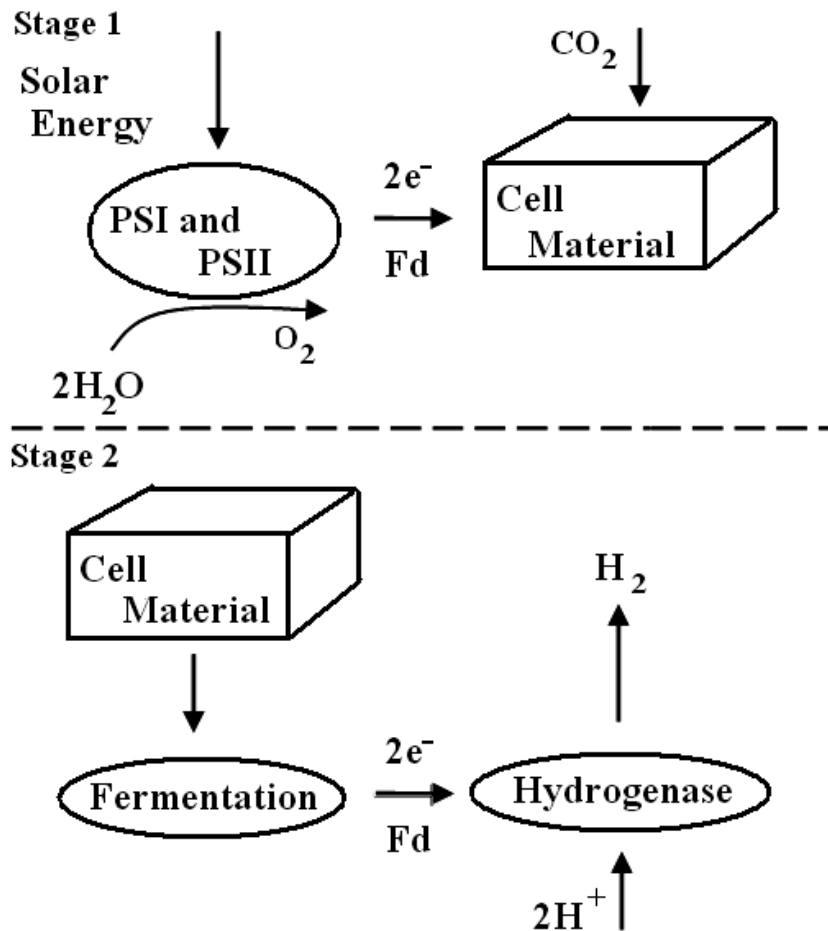 Stage 1
Solar
Energy
CO₂
PSI and
PSII
2e⁻
Fd
Cell
Material
O₂
2H₂O
Stage 2
Cell
Material
H₂
Fermentation
2e⁻
Fd
Hydrogenase
2H⁺